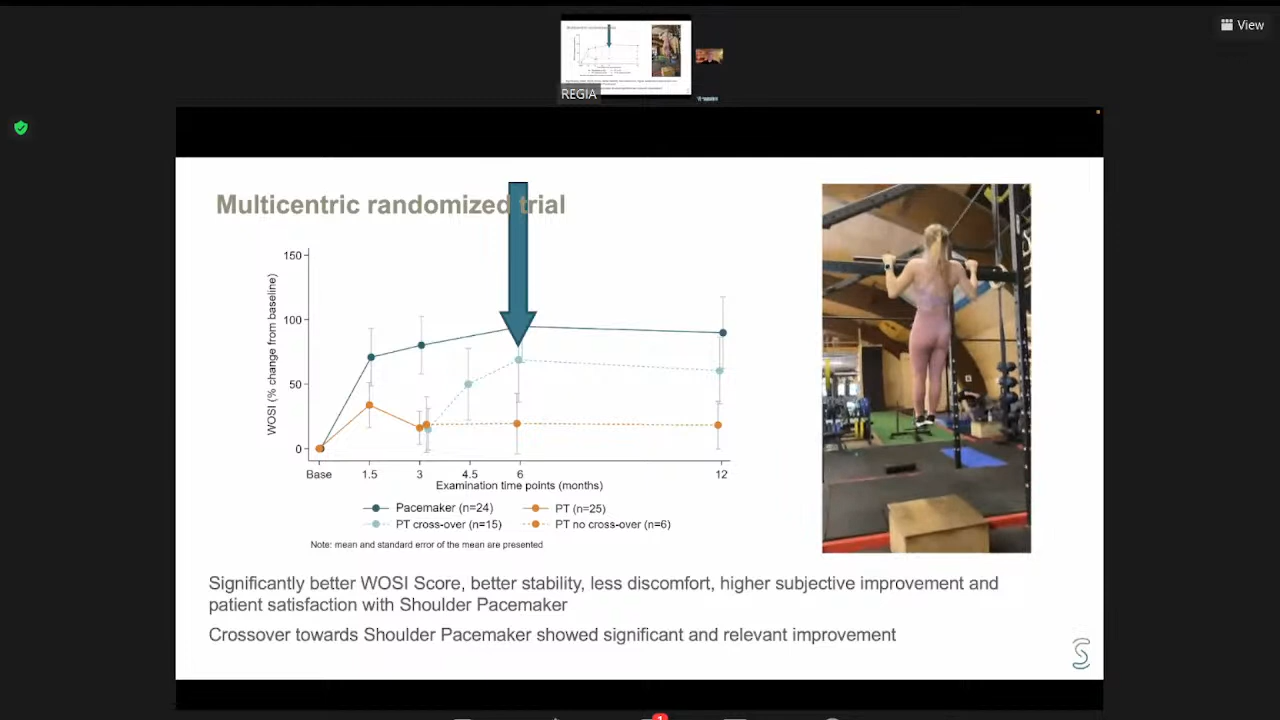 View
REGIA
Multicentric randomized trial
150
100
50
0
WOSI (% change from baseline)
Base 1.5 3 4.5 6 12
Examination time points (months)
Pacemaker (n=24) PT (n=25)
PT cross-over (n=15) PT no cross-over (n=6)
Note: mean and standard error of the mean are presented
Significantly better WOSI Score, better stability, less discomfort, higher subjective improvement and
patient satisfaction with Shoulder Pacemaker
Crossover towards Shoulder Pacemaker showed significant and relevant improvement
1